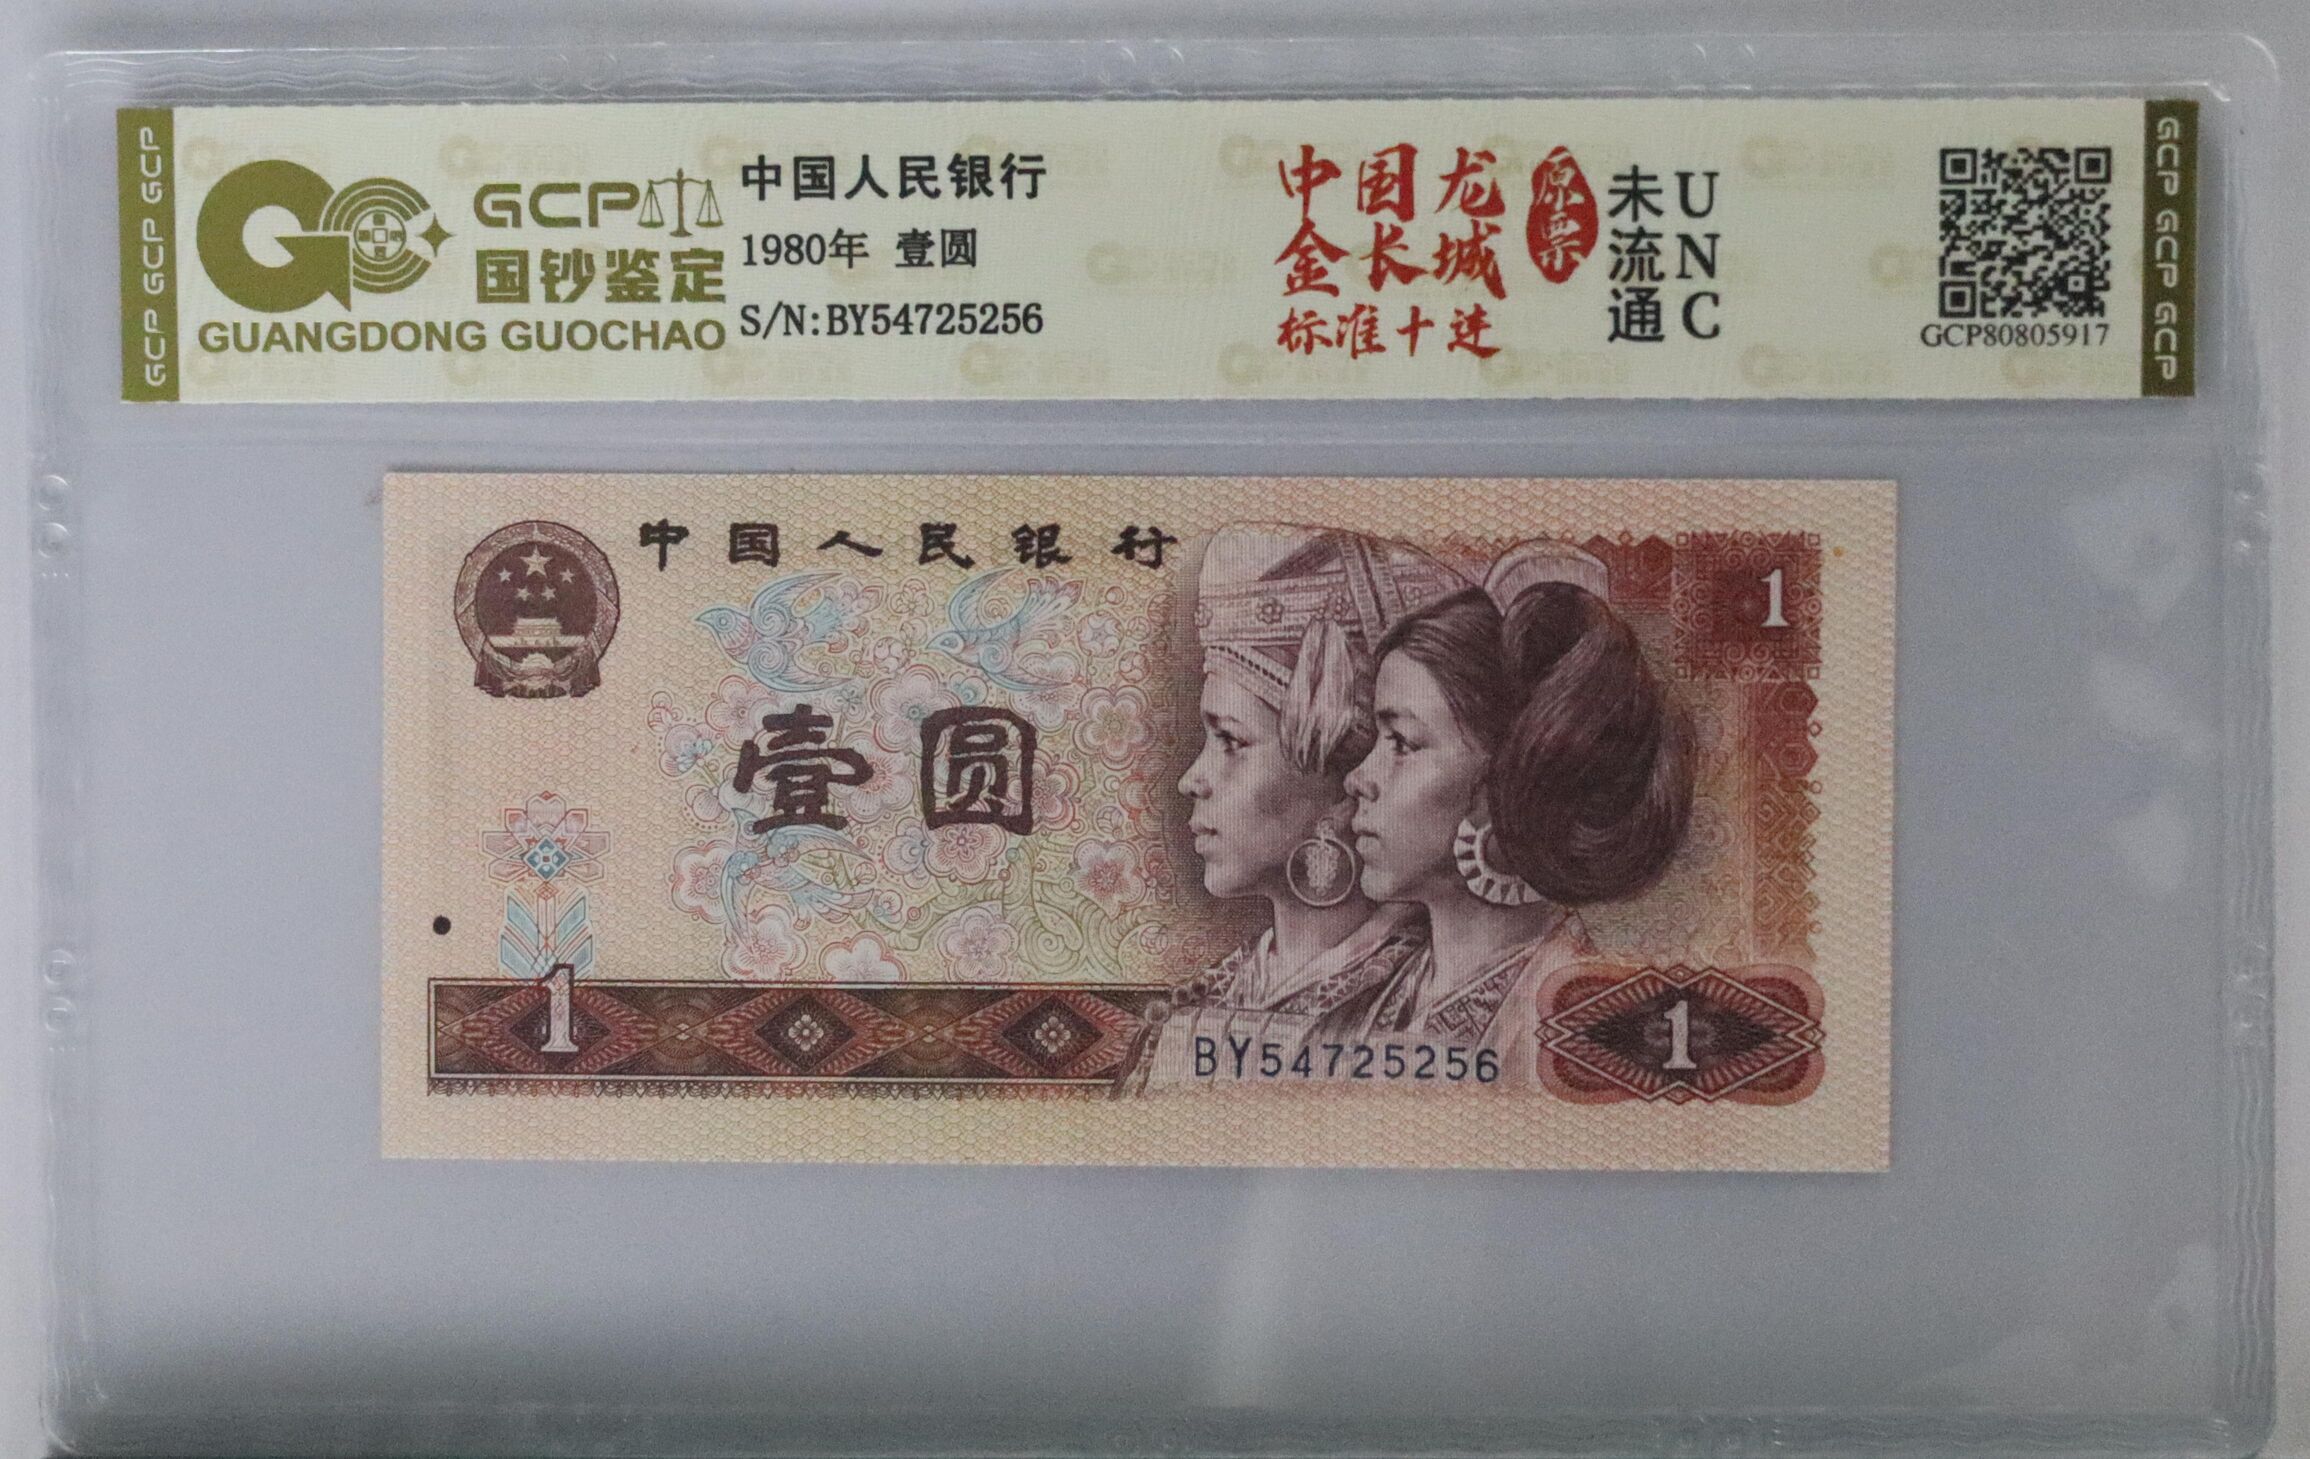 GCP GCP GCP
GCP
国钞鉴定
GUANGDONG GUOCHAO
中国人民银行
1980年 壹圆
S/N:BY54725256
中国龙
金长城
标准十进
原票
未流通
UNC
GCP80805917
GCP GCP GCP
中国人民银行
1
壹圆
1
BY54725256
1